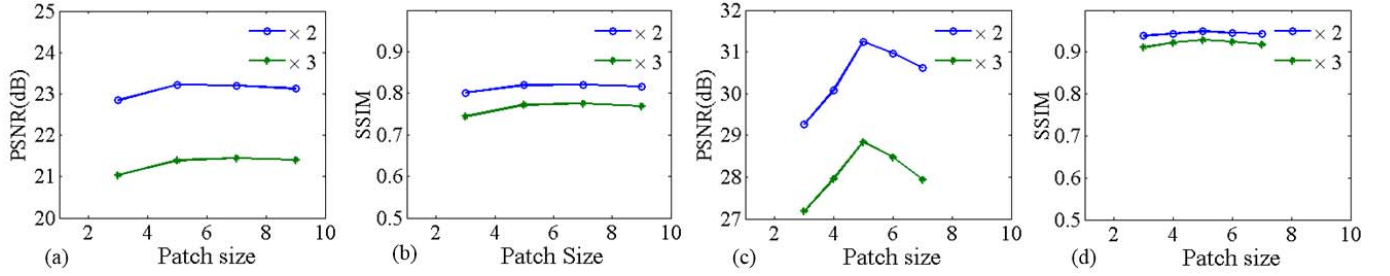 25
24
23
22
21
20
PSNR(dB)
2 4 6 8 10
(a) Patch size
× 2
× 3
0.9
0.8
0.7
0.6
0.5
SSIM
2 4 6 8 10
(b) Patch Size
× 2
× 3
32
31
30
29
28
27
PSNR(dB)
2 4 6 8 10
(c) Patch size
× 2
× 3
0.9
0.8
0.7
0.6
0.5
SSIM
2 4 6 8 10
(d) Patch size
× 2
× 3